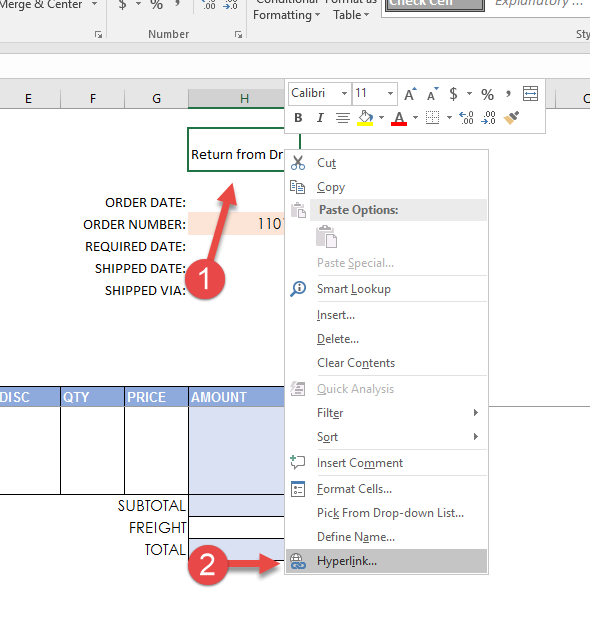 Merge & Center $ % , .00
Conditional Format as Check Cell Explanatory ...
Formatting Table
Number Sty
E F G H
Calibri 11 A A $ % ,
B I A .00
Return from Dr
ORDER DATE:
ORDER NUMBER: 110
REQUIRED DATE:
SHIPPED DATE:
SHIPPED VIA:
1
Cut
Copy
Paste Options:
Paste Special...
Smart Lookup
Insert...
Delete...
Clear Contents
Quick Analysis
Filter
Sort
Insert Comment
Format Cells...
Pick From Drop-down List...
Define Name...
Hyperlink...
DISC QTY PRICE AMOUNT
SUBTOTAL
FREIGHT
TOTAL
2